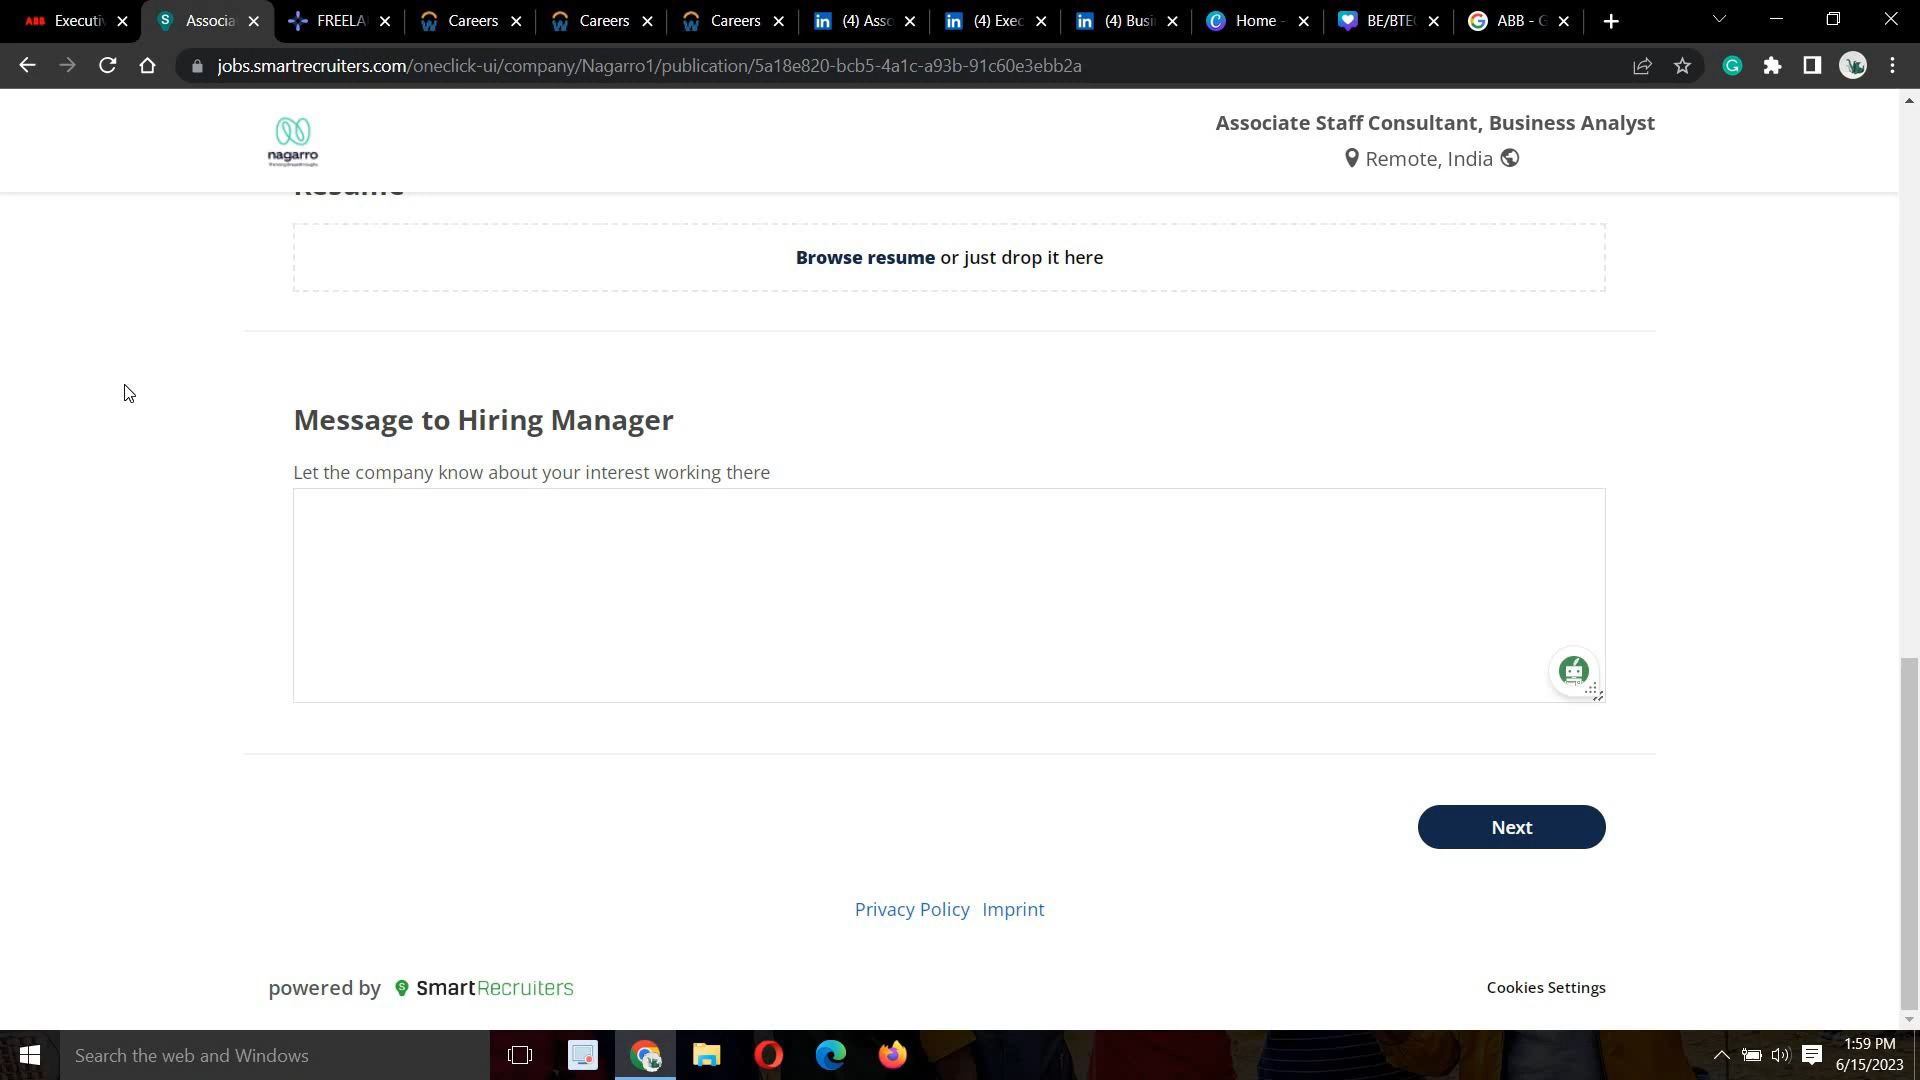 Executiv
Associa
FREELA
Careers
Careers
Careers
(4) Asso
(4) Exec
(4) Busi
Home -
BE/BTEC
ABB - G
jobs.smartrecruiters.com/oneclick-ui/company/Nagarro1/publication/5a18e820-bcb5-4a1c-a93b-91c60e3ebb2a
nagarro
Associate Staff Consultant, Business Analyst
Remote, India
Resume
Browse resume or just drop it here
Message to Hiring Manager
Let the company know about your interest working there
Next
Privacy Policy Imprint
powered by SmartRecruiters
Cookies Settings
Search the web and Windows
1:59 PM
6/15/2023